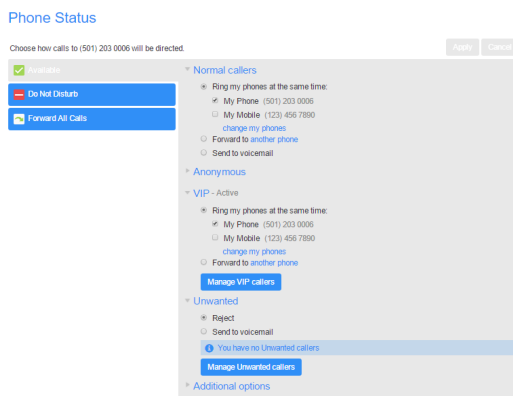 Phone Status
Choose how calls to (501) 203 0006 will be directed.
Apply
Cancel
Available
Do Not Disturb
Forward All Calls
Normal callers
Ring my phones at the same time:
My Phone (501) 203 0006
My Mobile (123) 456 7890
change my phones
Forward to another phone
Send to voicemail
Anonymous
VIP - Active
Ring my phones at the same time:
My Phone (501) 203 0006
My Mobile (123) 456 7890
change my phones
Forward to another phone
Manage VIP callers
Unwanted
Reject
Send to voicemail
You have no Unwanted callers
Manage Unwanted callers
Additional options